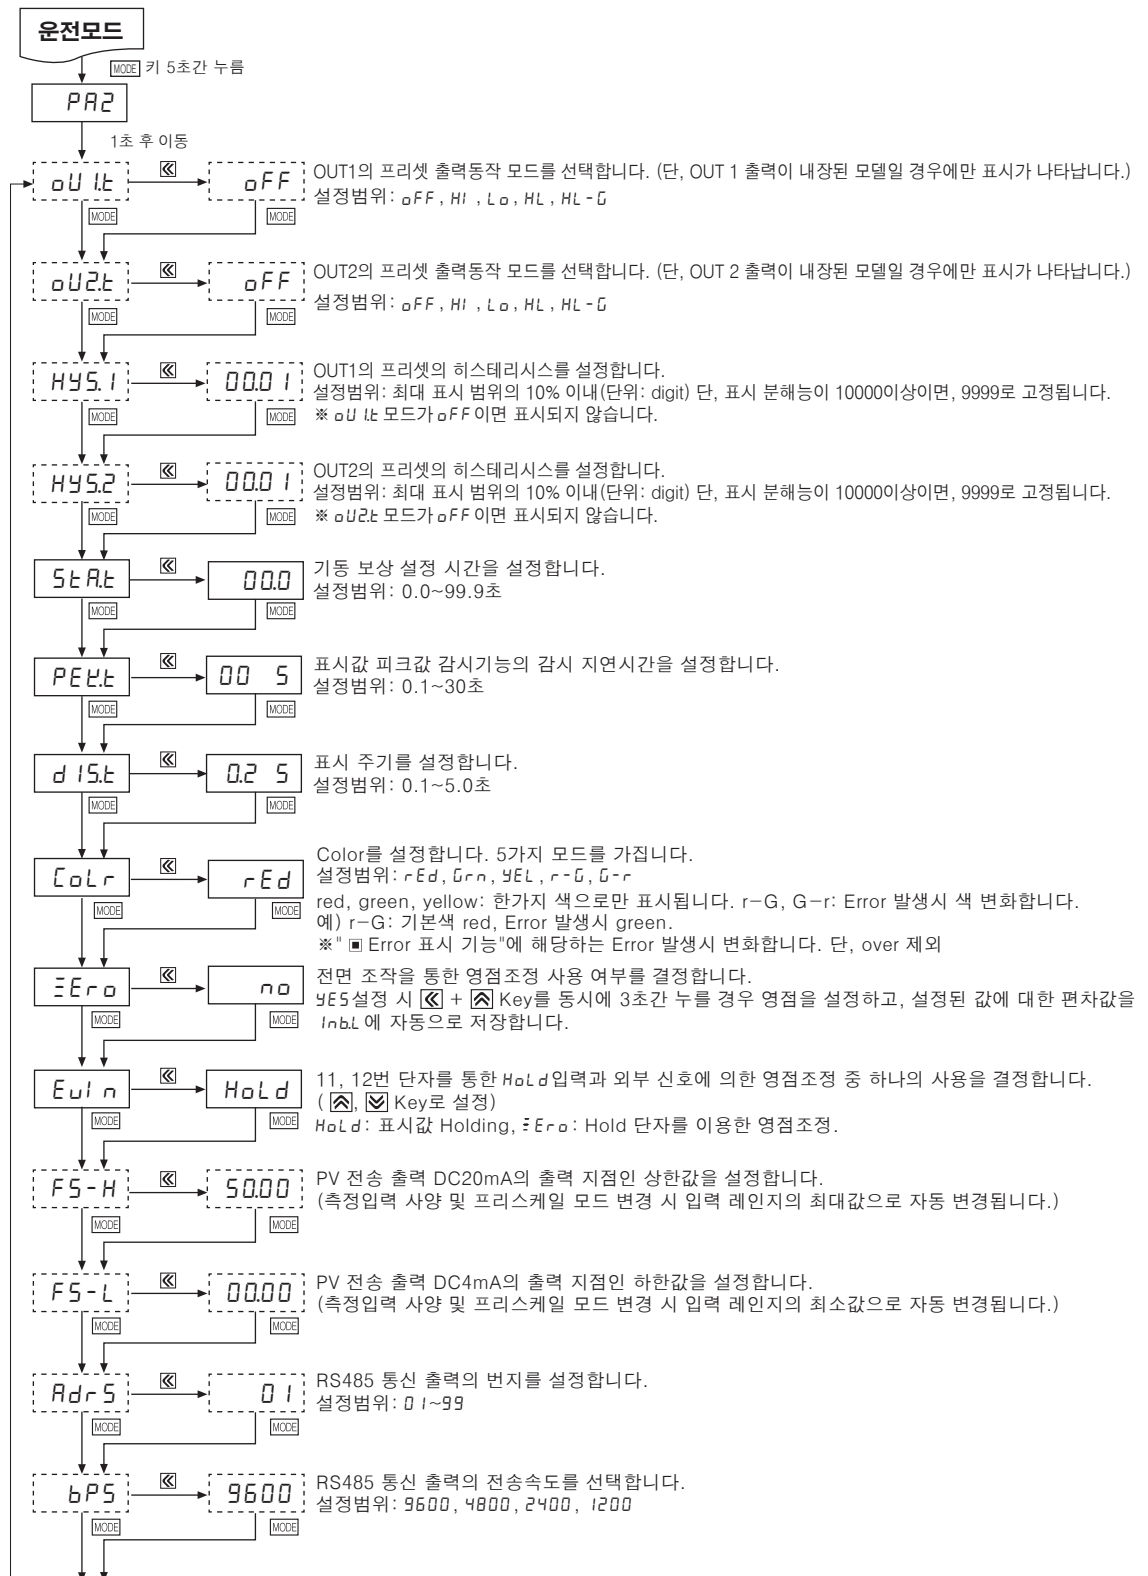 운전모드
MODE 키 5초간 누름
PA2
1초 후 이동
oU1.t
oFF
OUT1의 프리셋 출력동작 모드를 선택합니다. (단, OUT 1 출력이 내장된 모델일 경우에만 표시가 나타납니다.)
설정범위: oFF, HI, Lo, HL, HL-G
MODE MODE
oU2.t
oFF
OUT2의 프리셋 출력동작 모드를 선택합니다. (단, OUT 2 출력이 내장된 모델일 경우에만 표시가 나타납니다.)
설정범위: oFF, HI, Lo, HL, HL-G
MODE MODE
HYS.1
00.01
OUT1의 프리셋의 히스테리시스를 설정합니다.
설정범위: 최대 표시 범위의 10% 이내(단위: digit) 단, 표시 분해능이 10000이상이면, 9999로 고정됩니다.
※ oU1.t 모드가 oFF이면 표시되지 않습니다.
MODE MODE
HYS.2
00.01
OUT2의 프리셋의 히스테리시스를 설정합니다.
설정범위: 최대 표시 범위의 10% 이내(단위: digit) 단, 표시 분해능이 10000이상이면, 9999로 고정됩니다.
※ oU2.t 모드가 oFF이면 표시되지 않습니다.
MODE MODE
StA.t
00.0
기동 보상 설정 시간을 설정합니다.
설정범위: 0.0~99.9초
MODE MODE
PEK.t
00 S
표시값 피크값 감시기능의 감시 지연시간을 설정합니다.
설정범위: 0.1~30초
MODE MODE
dIS.t
0.2 S
표시 주기를 설정합니다.
설정범위: 0.1~5.0초
MODE MODE
CoLr
rEd
Color를 설정합니다. 5가지 모드를 가집니다.
설정범위: rEd, Grn, YEL, r-G, G-r
red, green, yellow: 한가지 색으로만 표시됩니다. r-G, G-r: Error 발생시 색 변화합니다.
예) r-G: 기본색 red, Error 발생시 green.
※" ▣ Error 표시 기능"에 해당하는 Error 발생시 변화합니다. 단, over 제외
MODE MODE
ZEro
no
전면 조작을 통한 영점조정 사용 여부를 결정합니다.
YES설정 시 《 + ︽ Key를 동시에 3초간 누를 경우 영점을 설정하고, 설정된 값에 대한 편차값을
Inb.L 에 자동으로 저장합니다.
MODE MODE
EvIn
HoLd
11, 12번 단자를 통한 HoLd입력과 외부 신호에 의한 영점조정 중 하나의 사용을 결정합니다.
( ︽, ︾ Key로 설정)
HoLd: 표시값 Holding, ZEro: Hold 단자를 이용한 영점조정.
MODE MODE
FS-H
50.00
PV 전송 출력 DC20mA의 출력 지점인 상한값을 설정합니다.
(측정입력 사양 및 프리스케일 모드 변경 시 입력 레인지의 최대값으로 자동 변경됩니다.)
MODE MODE
FS-L
00.00
PV 전송 출력 DC4mA의 출력 지점인 하한값을 설정합니다.
(측정입력 사양 및 프리스케일 모드 변경 시 입력 레인지의 최소값으로 자동 변경됩니다.)
MODE MODE
AdrS
01
RS485 통신 출력의 번지를 설정합니다.
설정범위: 01~99
MODE MODE
bPS
9600
RS485 통신 출력의 전송속도를 선택합니다.
설정범위: 9600, 4800, 2400, 1200
MODE MODE